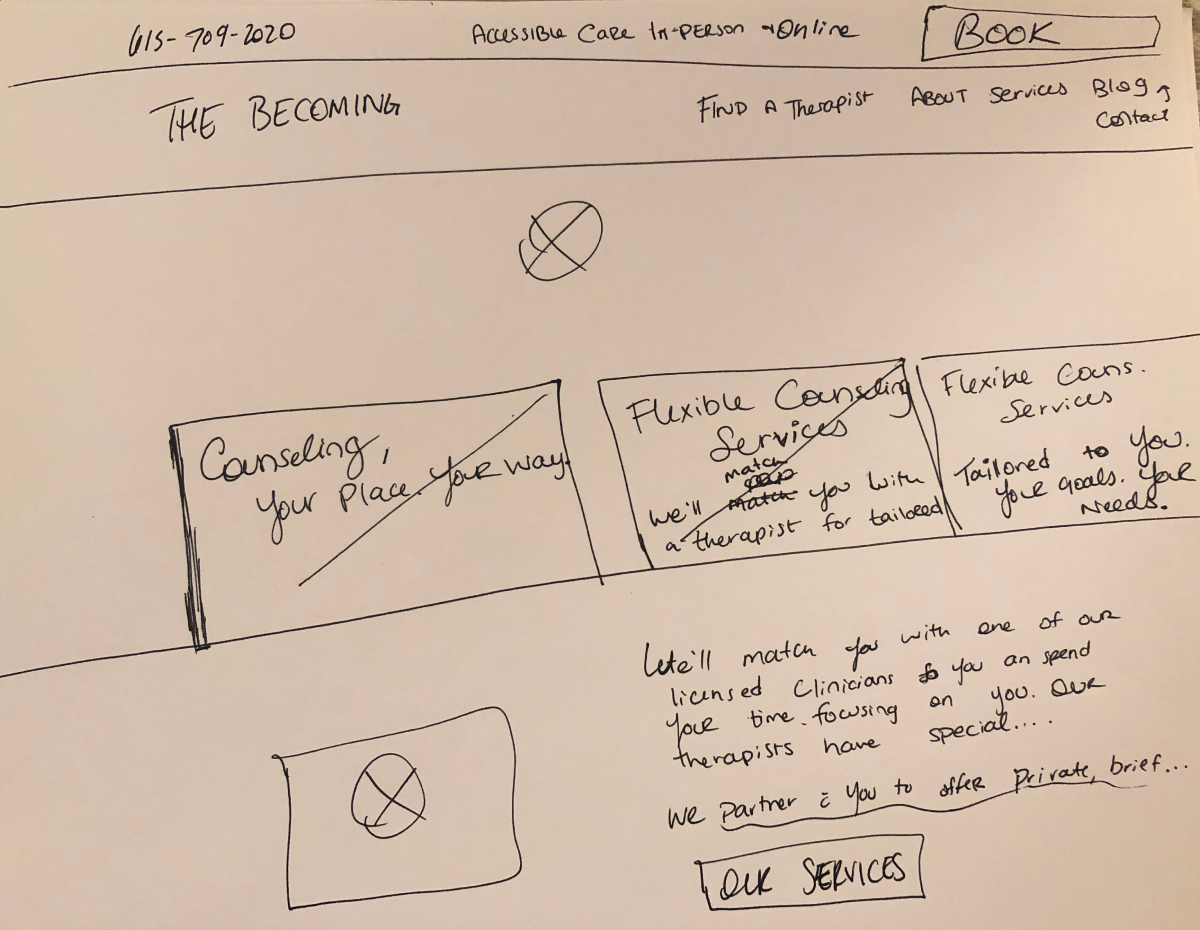 615-709-2020
Accessible Care In-person + Online
Book
THE BECOMING
FIND A Therapist
ABOUT
Services
Blog
Contact
Counseling,
Your Place. Your Way.
Flexible Counseling
Services
match
We'll match you with
a therapist for tailored
Flexibe Couns.
Services
Tailored to You.
Your Goals. Your
Needs.
We'll match you with one of our
licensed Clinicians so you an spend
your time focusing on you. Our
therapists have special....
We Partner c̄ You to offer Private, brief...
OUR SERVICES